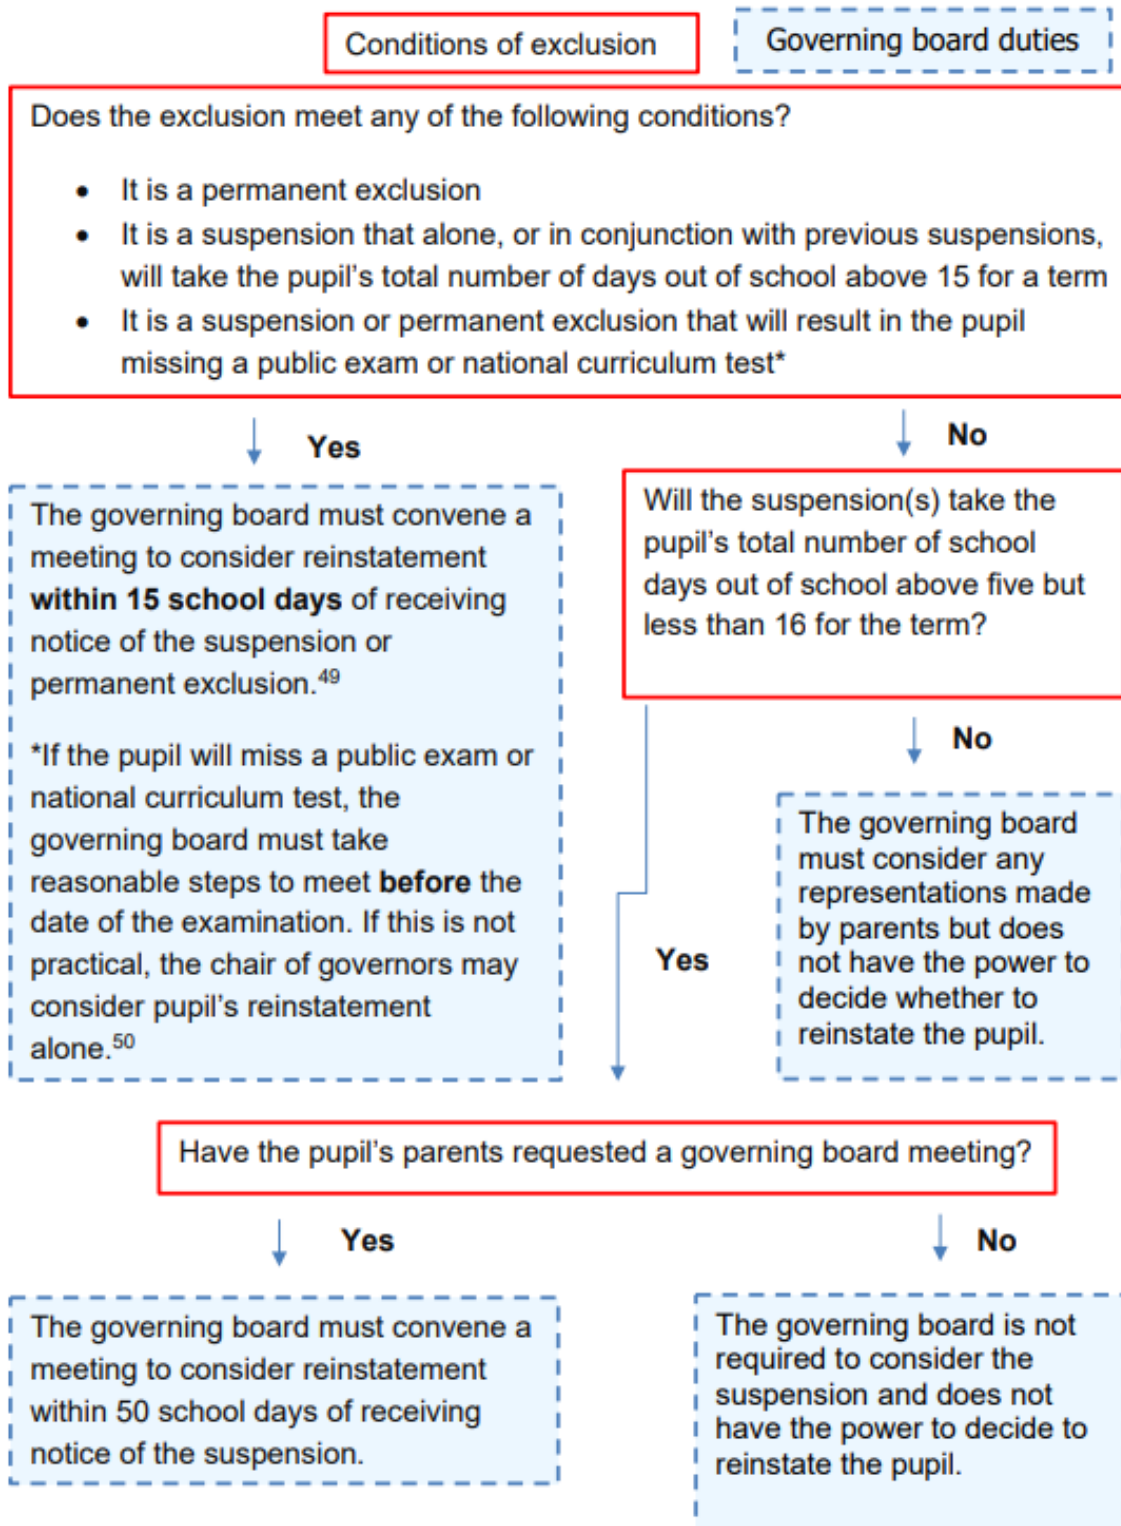 Conditions of exclusion
Governing board duties
Does the exclusion meet any of the following conditions?
• It is a permanent exclusion
• It is a suspension that alone, or in conjunction with previous suspensions,
will take the pupil's total number of days out of school above 15 for a term
• It is a suspension or permanent exclusion that will result in the pupil
missing a public exam or national curriculum test*
Yes
No
The governing board must convene a
meeting to consider reinstatement
within 15 school days of receiving
notice of the suspension or
permanent exclusion.49
*If the pupil will miss a public exam or
national curriculum test, the
governing board must take
reasonable steps to meet before the
date of the examination. If this is not
practical, the chair of governors may
consider pupil's reinstatement
alone.50
Will the suspension(s) take the
pupil's total number of school
days out of school above five but
less than 16 for the term?
No
The governing board
must consider any
representations made
by parents but does
not have the power to
decide whether to
reinstate the pupil.
Yes
Have the pupil's parents requested a governing board meeting?
Yes
No
The governing board must convene a
meeting to consider reinstatement
within 50 school days of receiving
notice of the suspension.
The governing board is not
required to consider the
suspension and does not
have the power to decide to
reinstate the pupil.